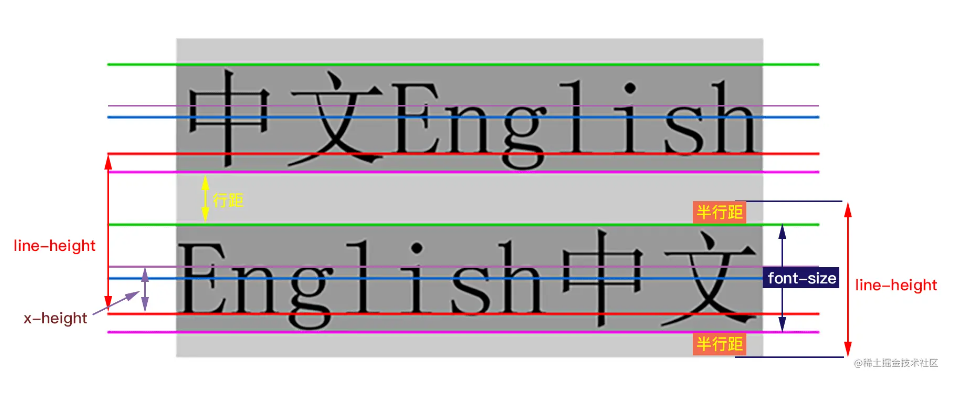 中文English
行距
半行距
line-height
English中文
font-size
line-height
x-height
半行距
@稀土掘金技术社区